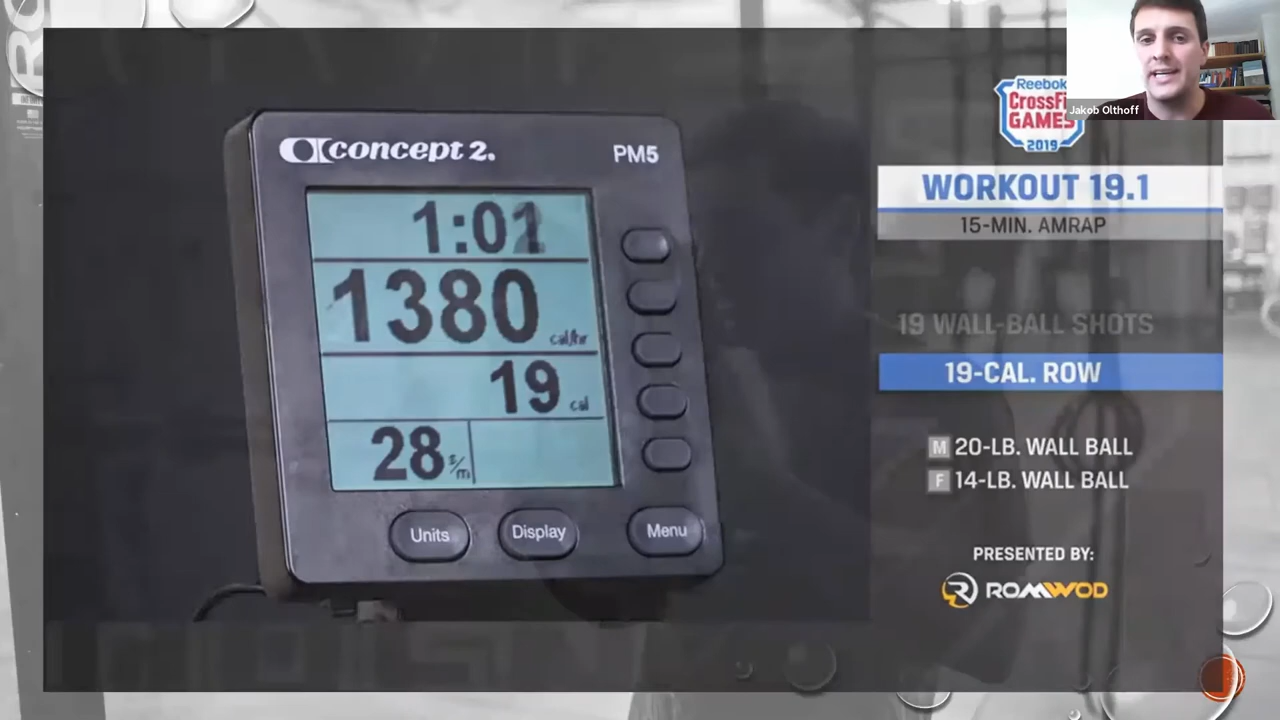 concept 2.
PM5
1:01
1380 cal/hr
19 cal
28 s/m
Units
Display
Menu
Reebok
CrossFi
GAMES
2019
Jakob Olthoff
WORKOUT 19.1
15-MIN. AMRAP
19 WALL-BALL SHOTS
19-CAL. ROW
M 20-LB. WALL BALL
F 14-LB. WALL BALL
PRESENTED BY:
ROMWOD